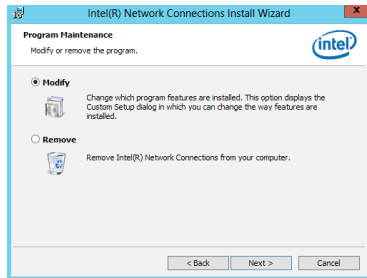 Intel(R) Network Connections Install Wizard
x
Program Maintenance
Modify or remove the program.
intel
Modify
Change which program features are installed. This option displays the
Custom Setup dialog in which you can change the way features are
installed.
Remove
Remove Intel(R) Network Connections from your computer.
< Back
Next >
Cancel